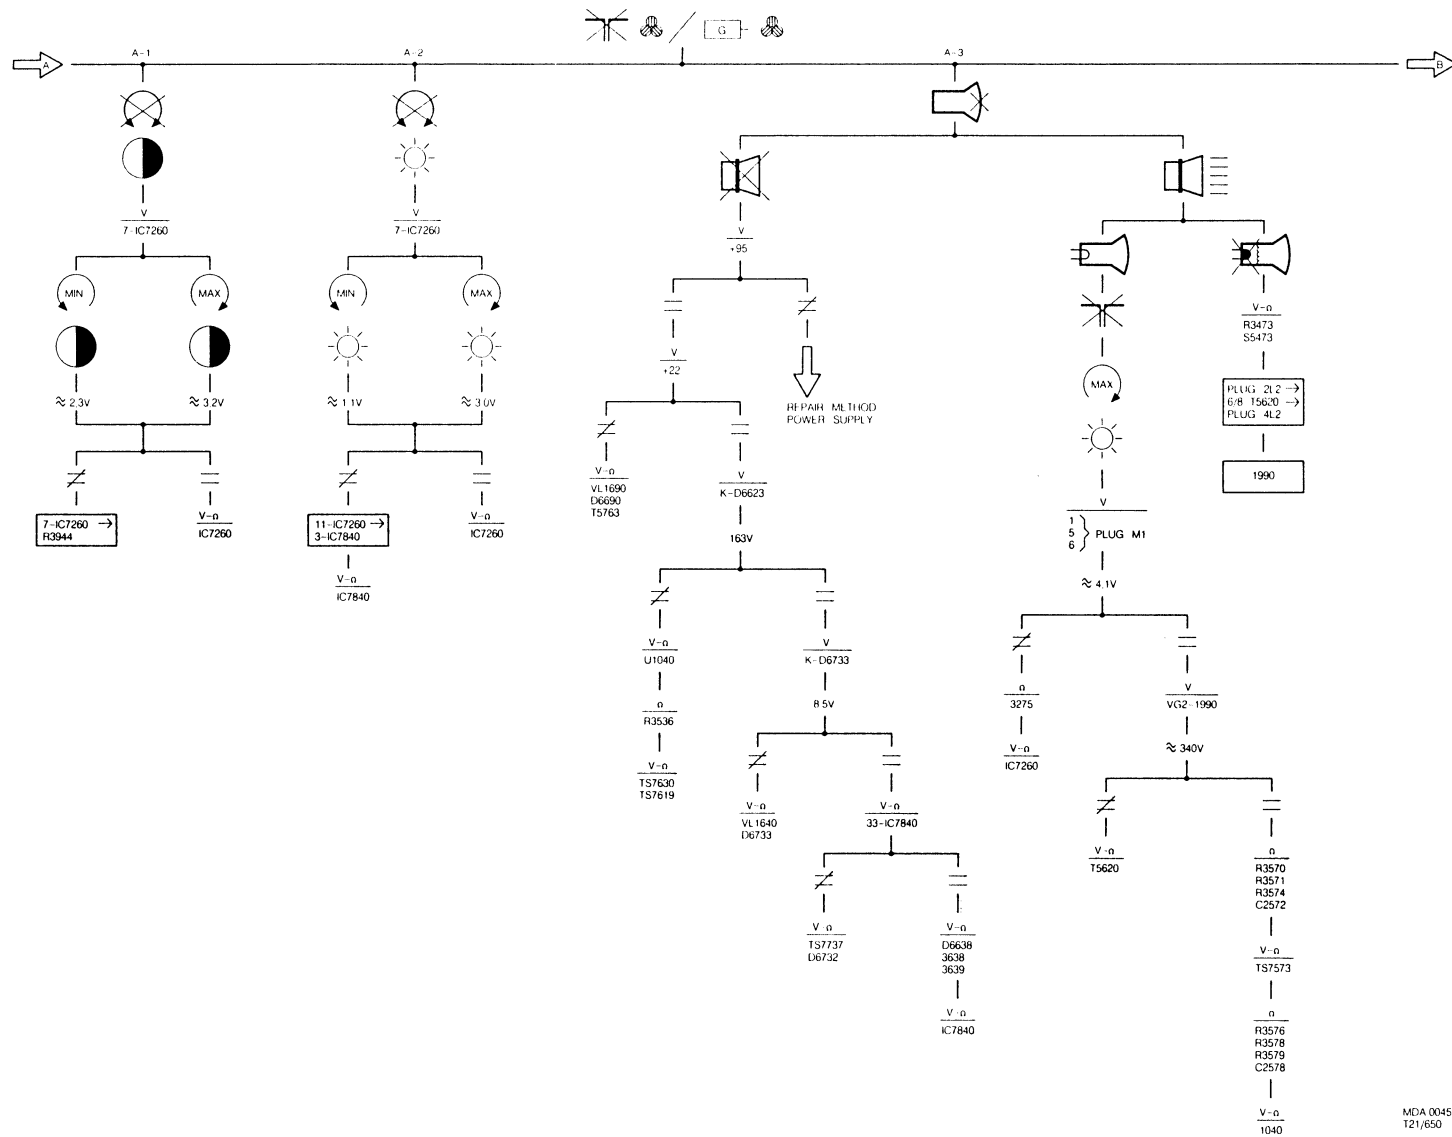 G
A
A-1
A-2
A-3
B
V
7-IC7260
MIN
MAX
≈ 2,3V
≈ 3,2V
7-IC7260 →
R3944
V-Ω
IC7260
V
7-IC7260
MIN
MAX
≈ 1,1V
≈ 3,0V
11-IC7260 →
3-IC7840
V-Ω
IC7260
V-Ω
IC7840
V
+95
V
+22
REPAIR METHOD
POWER SUPPLY
V-Ω
VL1690
D6690
T5763
V
K-D6623
163V
V-Ω
U1040
Ω
R3536
V-Ω
TS7630
TS7619
V
K-D6733
8.5V
V-Ω
VL1640
D6733
V-Ω
33-IC7840
V-Ω
TS7737
D6732
V-Ω
D6638
3638
3639
V-Ω
IC7840
MAX
V
1
5
6
PLUG M1
≈ 4,1V
Ω
3275
V-Ω
IC7260
V
VG2-1990
≈ 340V
V-Ω
T5620
Ω
R3570
R3571
R3574
C2572
V-Ω
TS7573
Ω
R3576
R3578
R3579
C2578
V-Ω
1040
V-Ω
R3473
S5473
PLUG 2L2 →
6/8 T5620 →
PLUG 4L2
1990
MDA 0045
T21/650